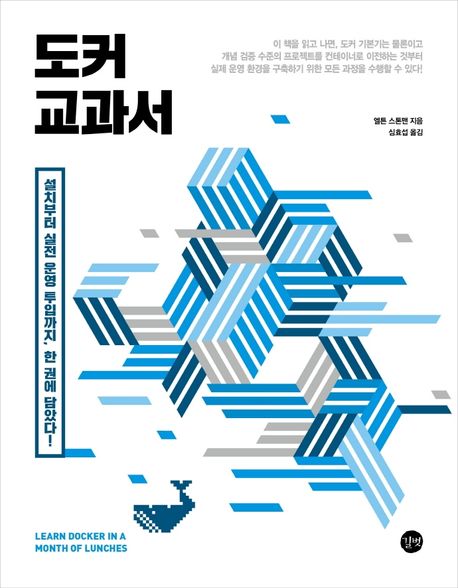 도커
교과서
이 책을 읽고 나면, 도커 기본기는 물론이고
개념 검증 수준의 프로젝트를 컨테이너로 이전하는 것부터
실제 운영 환경을 구축하기 위한 모든 과정을 수행할 수 있다!
엘튼 스톤맨 지음
심효섭 옮김
설치부터 실전 운영 투입까지, 한 권에 담았다!
LEARN DOCKER IN A
MONTH OF LUNCHES
길벗